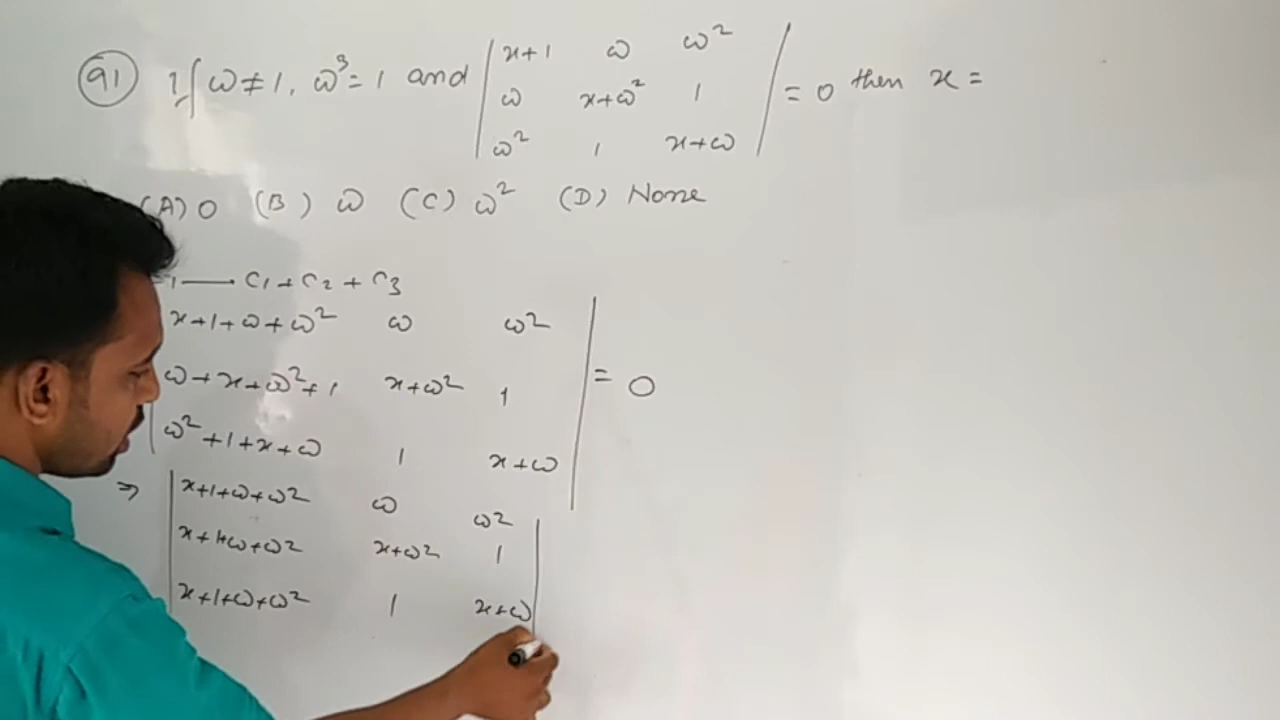 91) If ω ≠ 1, ω³ = 1 and | x+1 ω ω² | = 0 then x =
| ω x+ω² 1 |
| ω² 1 x+ω |
(A) 0 (B) ω (C) ω² (D) None
1 — C1 + C2 + C3
x+1+ω+ω² ω ω² |
ω+x+ω²+1 x+ω² 1 | = 0
| ω²+1+x+ω 1 x+ω |
⇒ | x+1+ω+ω² ω ω² |
| x+1+ω+ω² x+ω² 1 |
| x+1+ω+ω² 1 x+ω |